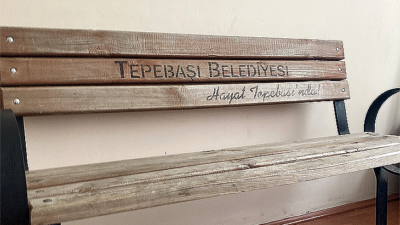 TEPEBAŞI BELEDİYESİ
Hayat Tepebaşı'nda!